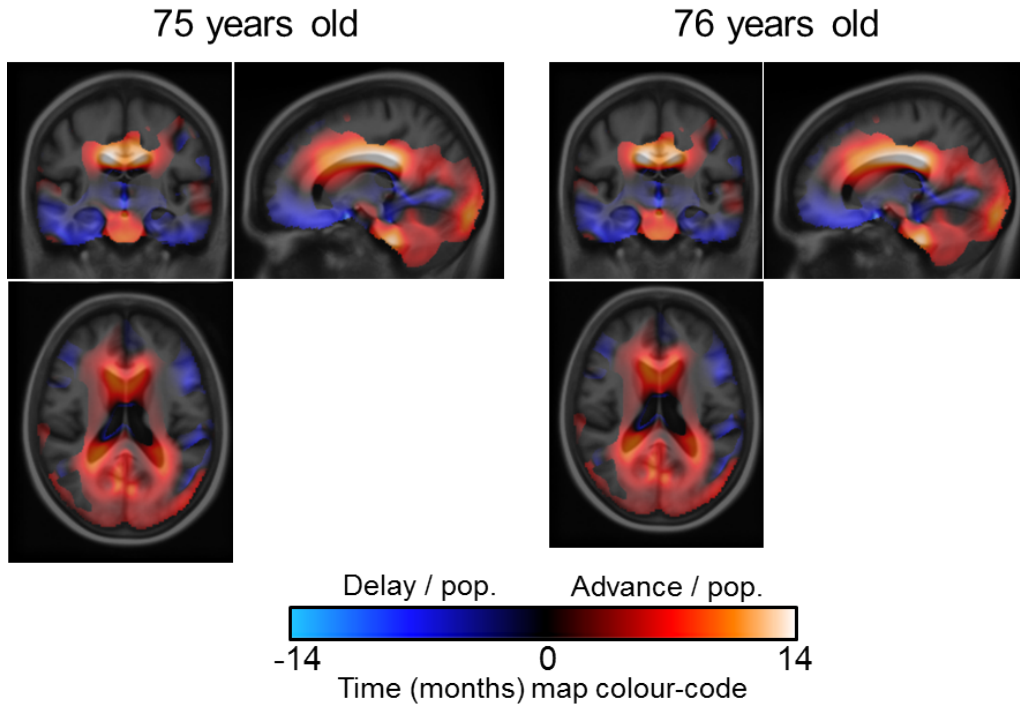 75 years old
76 years old
Delay / pop.
Advance / pop.
-14
0
14
Time (months) map colour-code